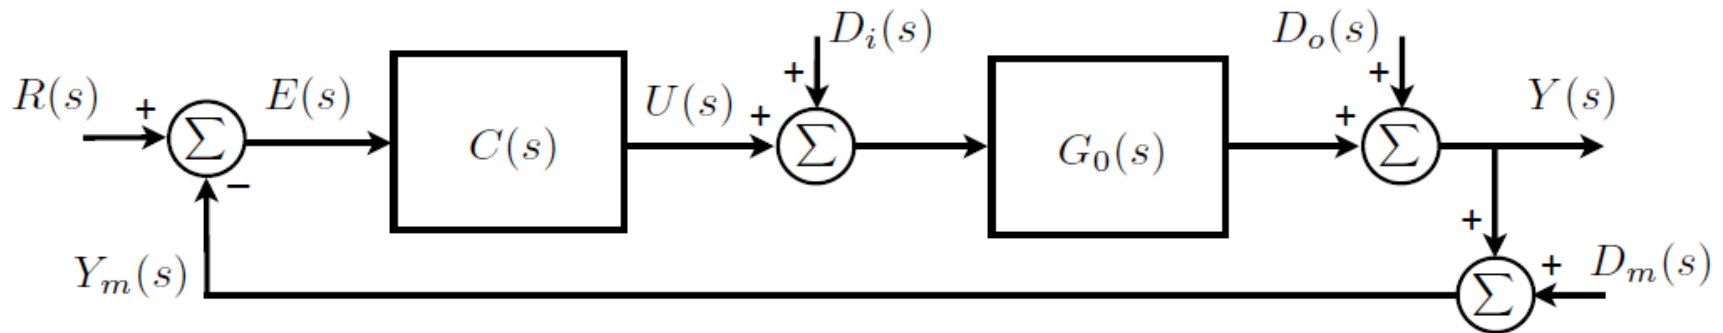 D_i(s) D_o(s)
R(s) + E(s) C(s) U(s) + + Σ G_0(s) + + Σ Y(s)
Σ −
+
Y_m(s) Σ + D_m(s)